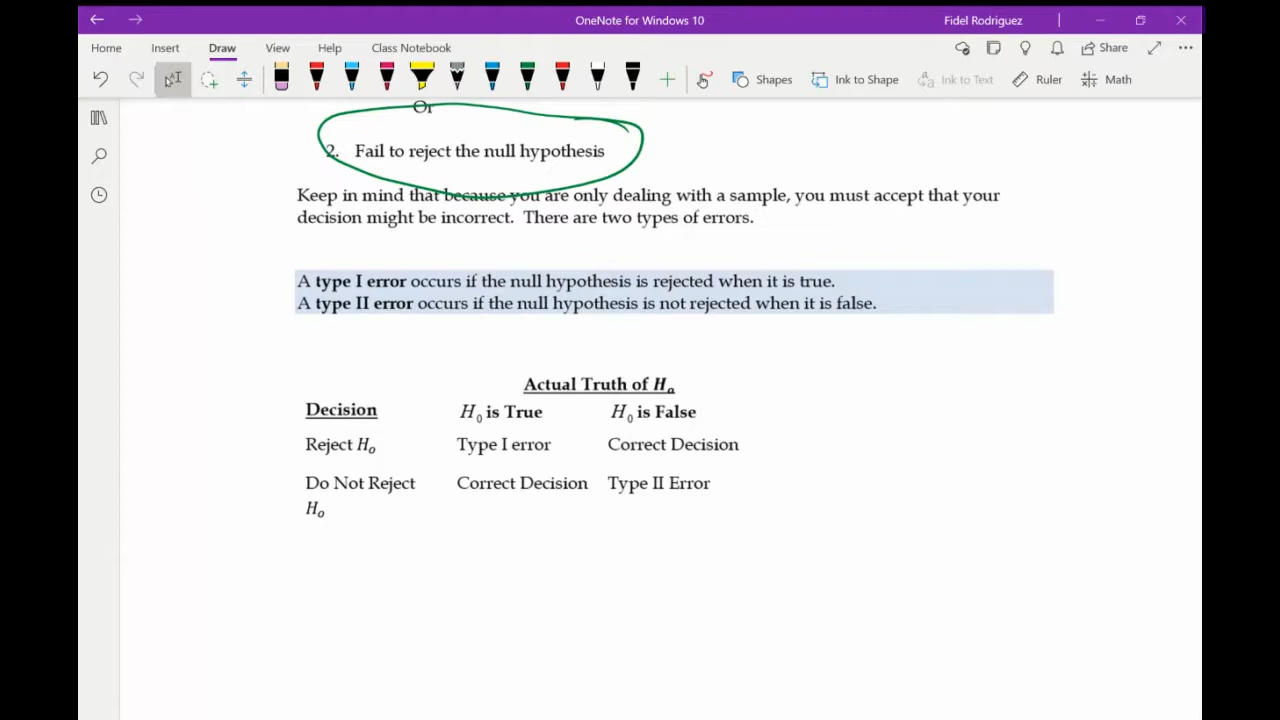 OneNote for Windows 10
Fidel Rodriguez
Home Insert Draw View Help Class Notebook
Share
Shapes Ink to Shape Ink to Text Ruler Math
Or
2. Fail to reject the null hypothesis
Keep in mind that because you are only dealing with a sample, you must accept that your
decision might be incorrect. There are two types of errors.
A type I error occurs if the null hypothesis is rejected when it is true.
A type II error occurs if the null hypothesis is not rejected when it is false.
Actual Truth of Hₒ
Decision H₀ is True H₀ is False
Reject Hₒ Type I error Correct Decision
Do Not Reject Correct Decision Type II Error
Hₒ